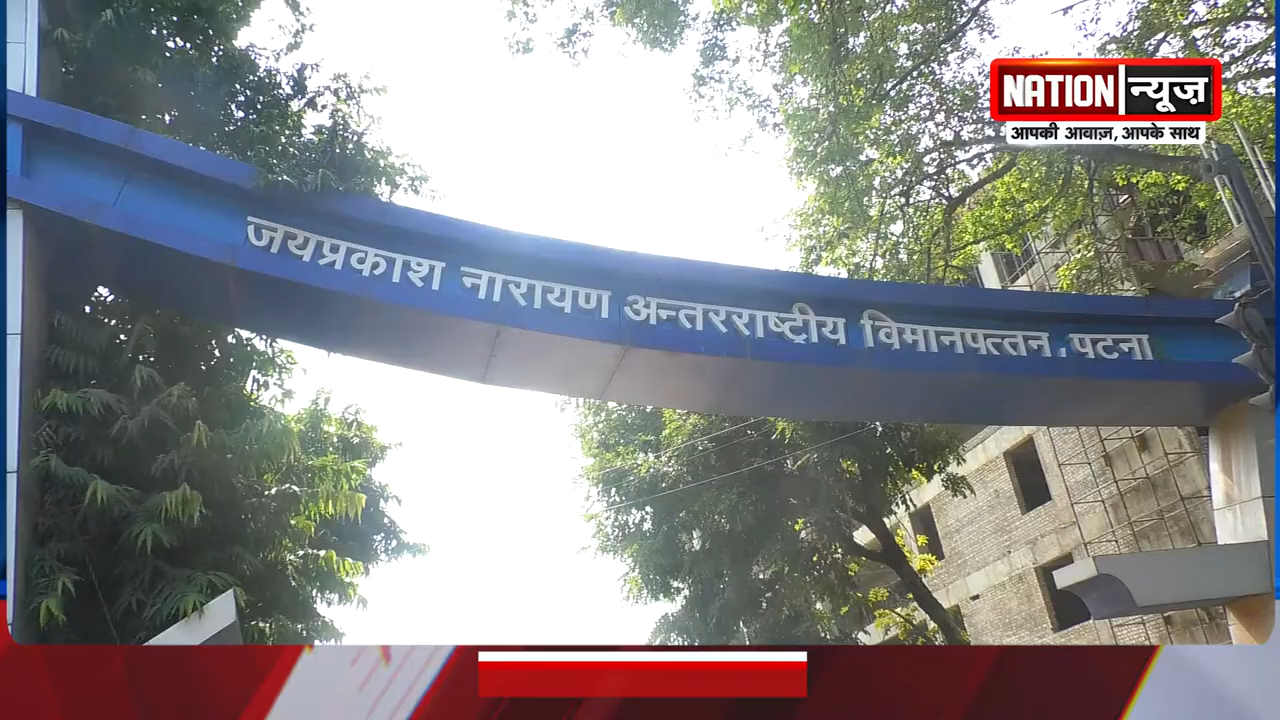 NATION न्यूज़
आपकी आवाज़, आपके साथ
जयप्रकाश नारायण अन्तरराष्ट्रीय विमानपत्तन, पटना